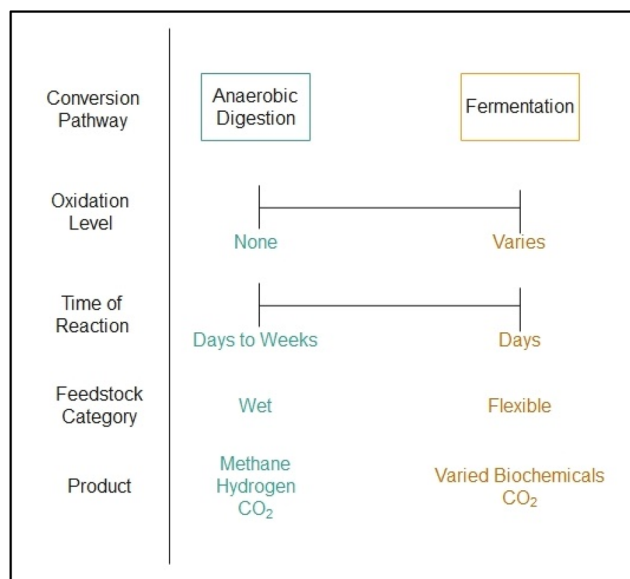 Conversion
Pathway
Anaerobic
Digestion
Fermentation
Oxidation
Level
None
Varies
Time of
Reaction
Days to Weeks
Days
Feedstock
Category
Wet
Flexible
Product
Methane
Hydrogen
CO₂
Varied Biochemicals
CO₂